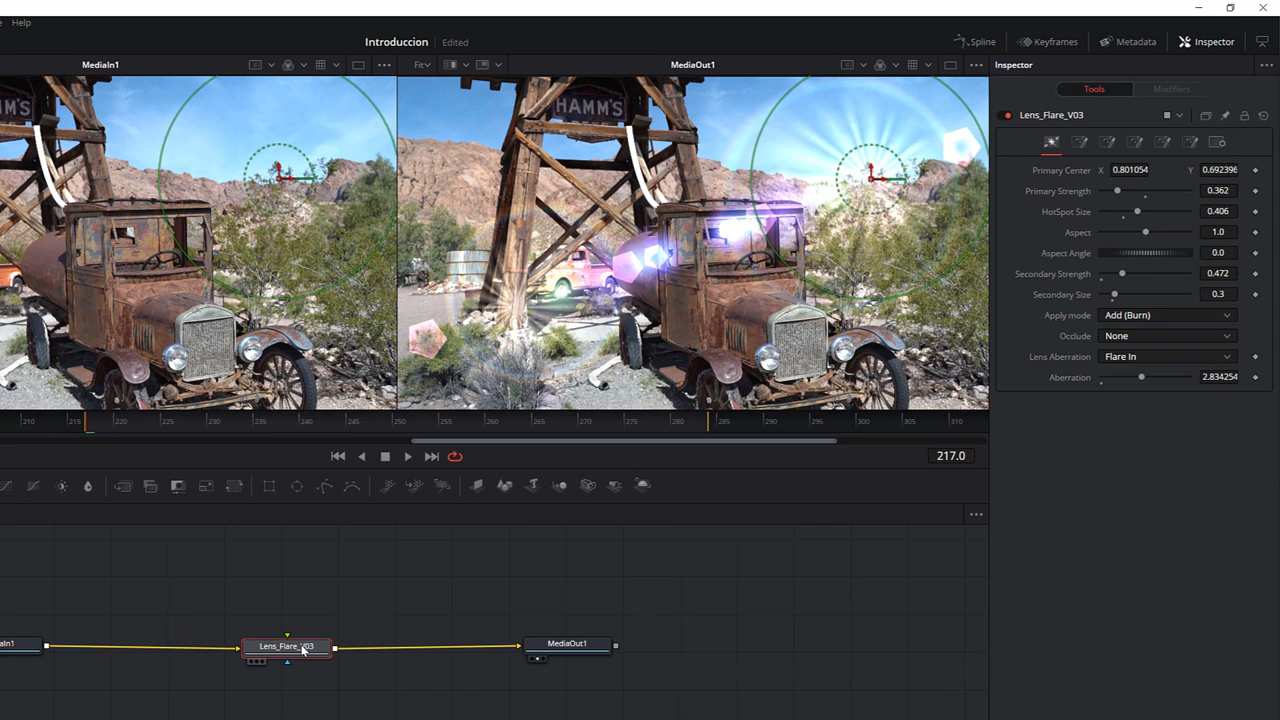 Help
Introduccion Edited Spline Keyframes Metadata Inspector
MediaIn1 Fit MediaOut1 Inspector
Tools Modifiers
HAMM'S
Lens_Flare_V03
Primary Center X 0.801054 Y 0.692396
Primary Strength 0.362
HotSpot Size 0.406
Aspect 1.0
Aspect Angle 0.0
Secondary Strength 0.472
Secondary Size 0.3
Apply mode Add (Burn)
Occlude None
Lens Aberration Flare In
Aberration 2.834254
210 215 220 225 230 235 240 245 250 255 260 265 270 275 280 285 290 295 300 305 310
217.0
aIn1 Lens_Flare_V03 MediaOut1